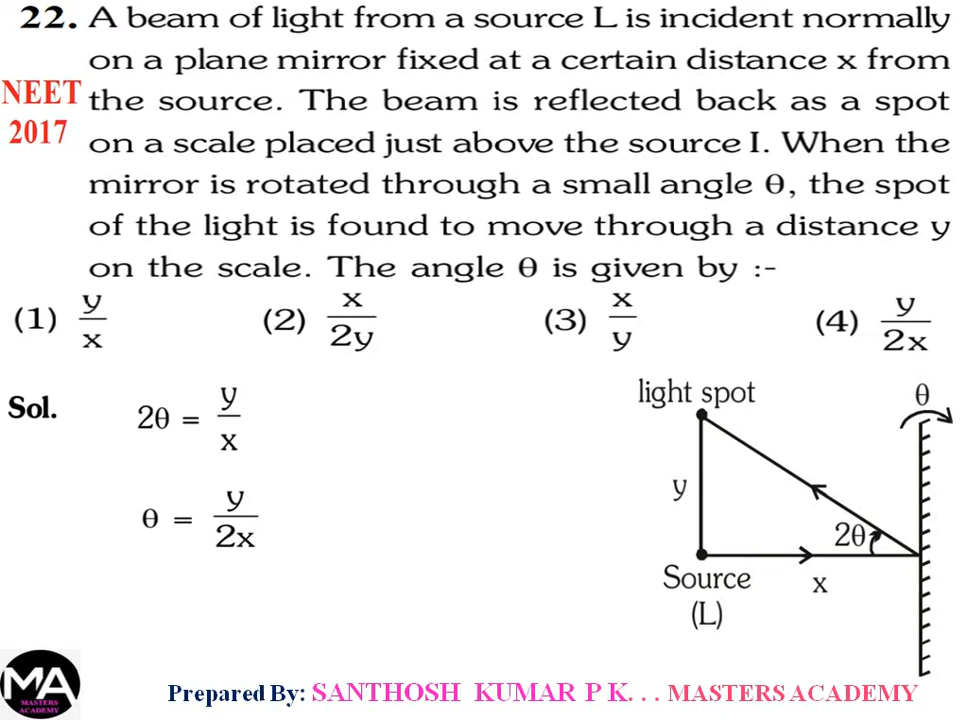 22. A beam of light from a source L is incident normally
on a plane mirror fixed at a certain distance x from
NEET the source. The beam is reflected back as a spot
2017 on a scale placed just above the source I. When the
mirror is rotated through a small angle θ, the spot
of the light is found to move through a distance y
on the scale. The angle θ is given by :-
(1) y/x (2) x/2y (3) x/y (4) y/2x
Sol. 2θ = y/x
θ = y/2x
light spot θ
y
2θ
Source x
(L)
MA
MASTERS
ACADEMY
Prepared By: SANTHOSH KUMAR P K. . . MASTERS ACADEMY